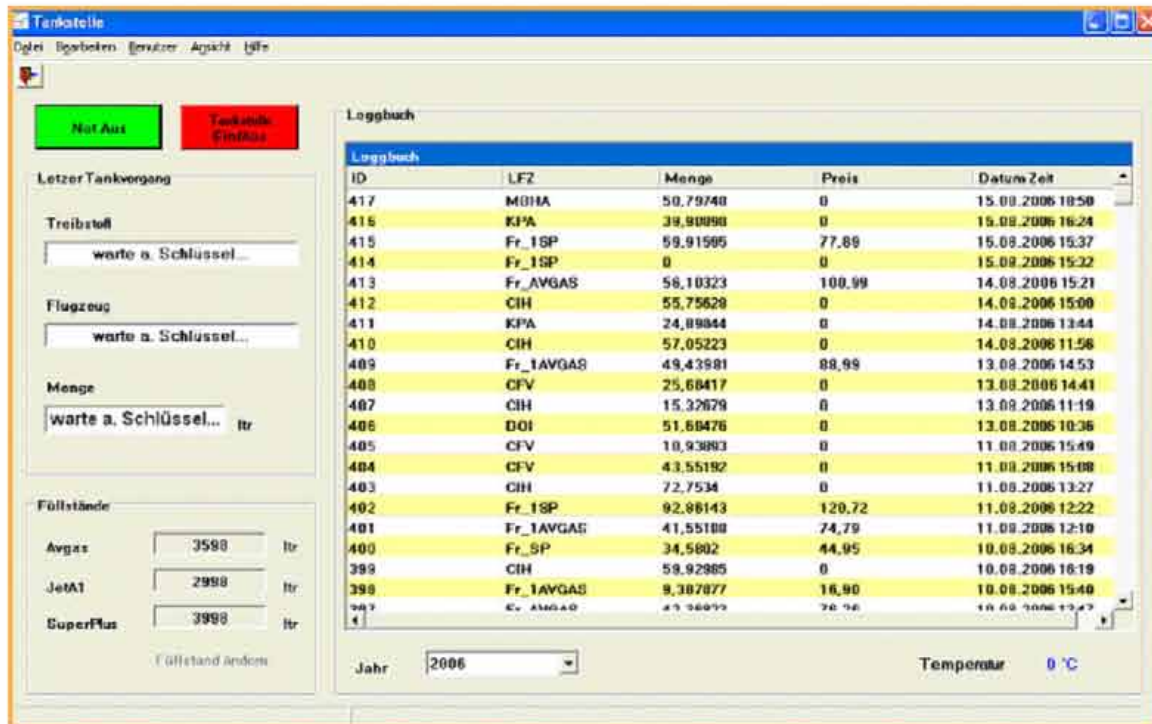 Tankstelle
Datei Bearbeiten Benutzer Ansicht Hilfe
Not Aus
Tankstelle
Ein/Aus
Letzer Tankvorgang
Treibstoff
warte a. Schlüssel...
Flugzeug
warte a. Schlüssel...
Menge
warte a. Schlüssel... ltr
Füllstände
Avgas 3598 ltr
JetA1 2998 ltr
SuperPlus 3998 ltr
Füllstand ändern
Loggbuch
Loggbuch
ID LFZ Menge Preis Datum Zeit
417 50,79740 0 15.08.2006 18:50
416 KPA 0 15.08.2006 16:24
415 Fr_1SP 59,91595 77,89 15.08.2006 15:37
414 Fr_1SP 0 0 15.08.2006 15:32
413 Fr_AVGAS 56,10323 100,99 14.08.2006 15:21
412 CIH 55,75628 0 14.08.2006 15:00
411 KPA 24,89844 0 14.08.2006 13:44
410 CIH 57,05223 0 14.08.2006 11:56
409 Fr_1AVGAS 49,43981 88,99 13.08.2006 14:53
408 CFV 25,68417 0 13.08.2006 14:41
407 CIH 15,32679 0 13.08.2006 11:19
406 DOI 51,68476 0 13.08.2006 10:36
405 CFV 10,93893 0 11.08.2006 15:49
404 CFV 43,55192 0 11.08.2006 15:08
403 CIH 72,7534 0 11.08.2006 13:27
402 Fr_1SP 92,86143 120,72 11.08.2006 12:22
401 Fr_1AVGAS 41,55108 74,79 11.08.2006 12:10
400 Fr_SP 34,5802 44,95 10.08.2006 16:34
399 CIH 59,92985 0 10.08.2006 16:19
398 Fr_1AVGAS 9,387877 16,90 10.08.2006 15:40
Jahr 2006
Temperatur 0 °C